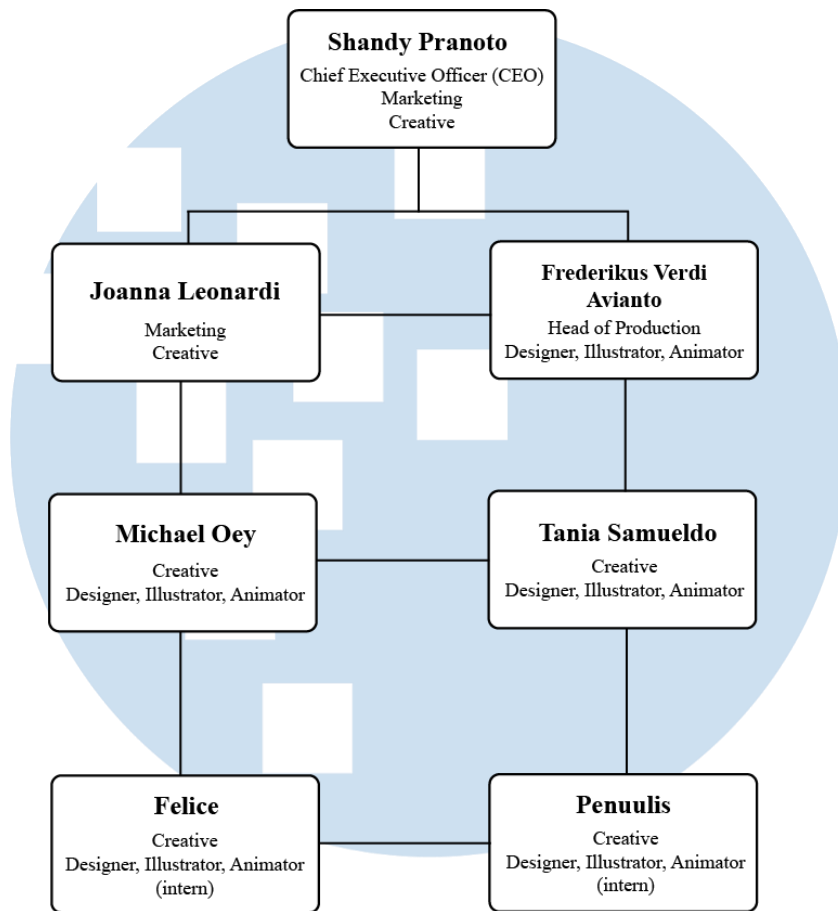 Shandy Pranoto
Chief Executive Officer (CEO)
Marketing
Creative
Joanna Leonardi
Marketing
Creative
Frederikus Verdi
Avianto
Head of Production
Designer, Illustrator, Animator
Michael Oey
Creative
Designer, Illustrator, Animator
Tania Samueldo
Creative
Designer, Illustrator, Animator
Felice
Creative
Designer, Illustrator, Animator
(intern)
Penuulis
Creative
Designer, Illustrator, Animator
(intern)